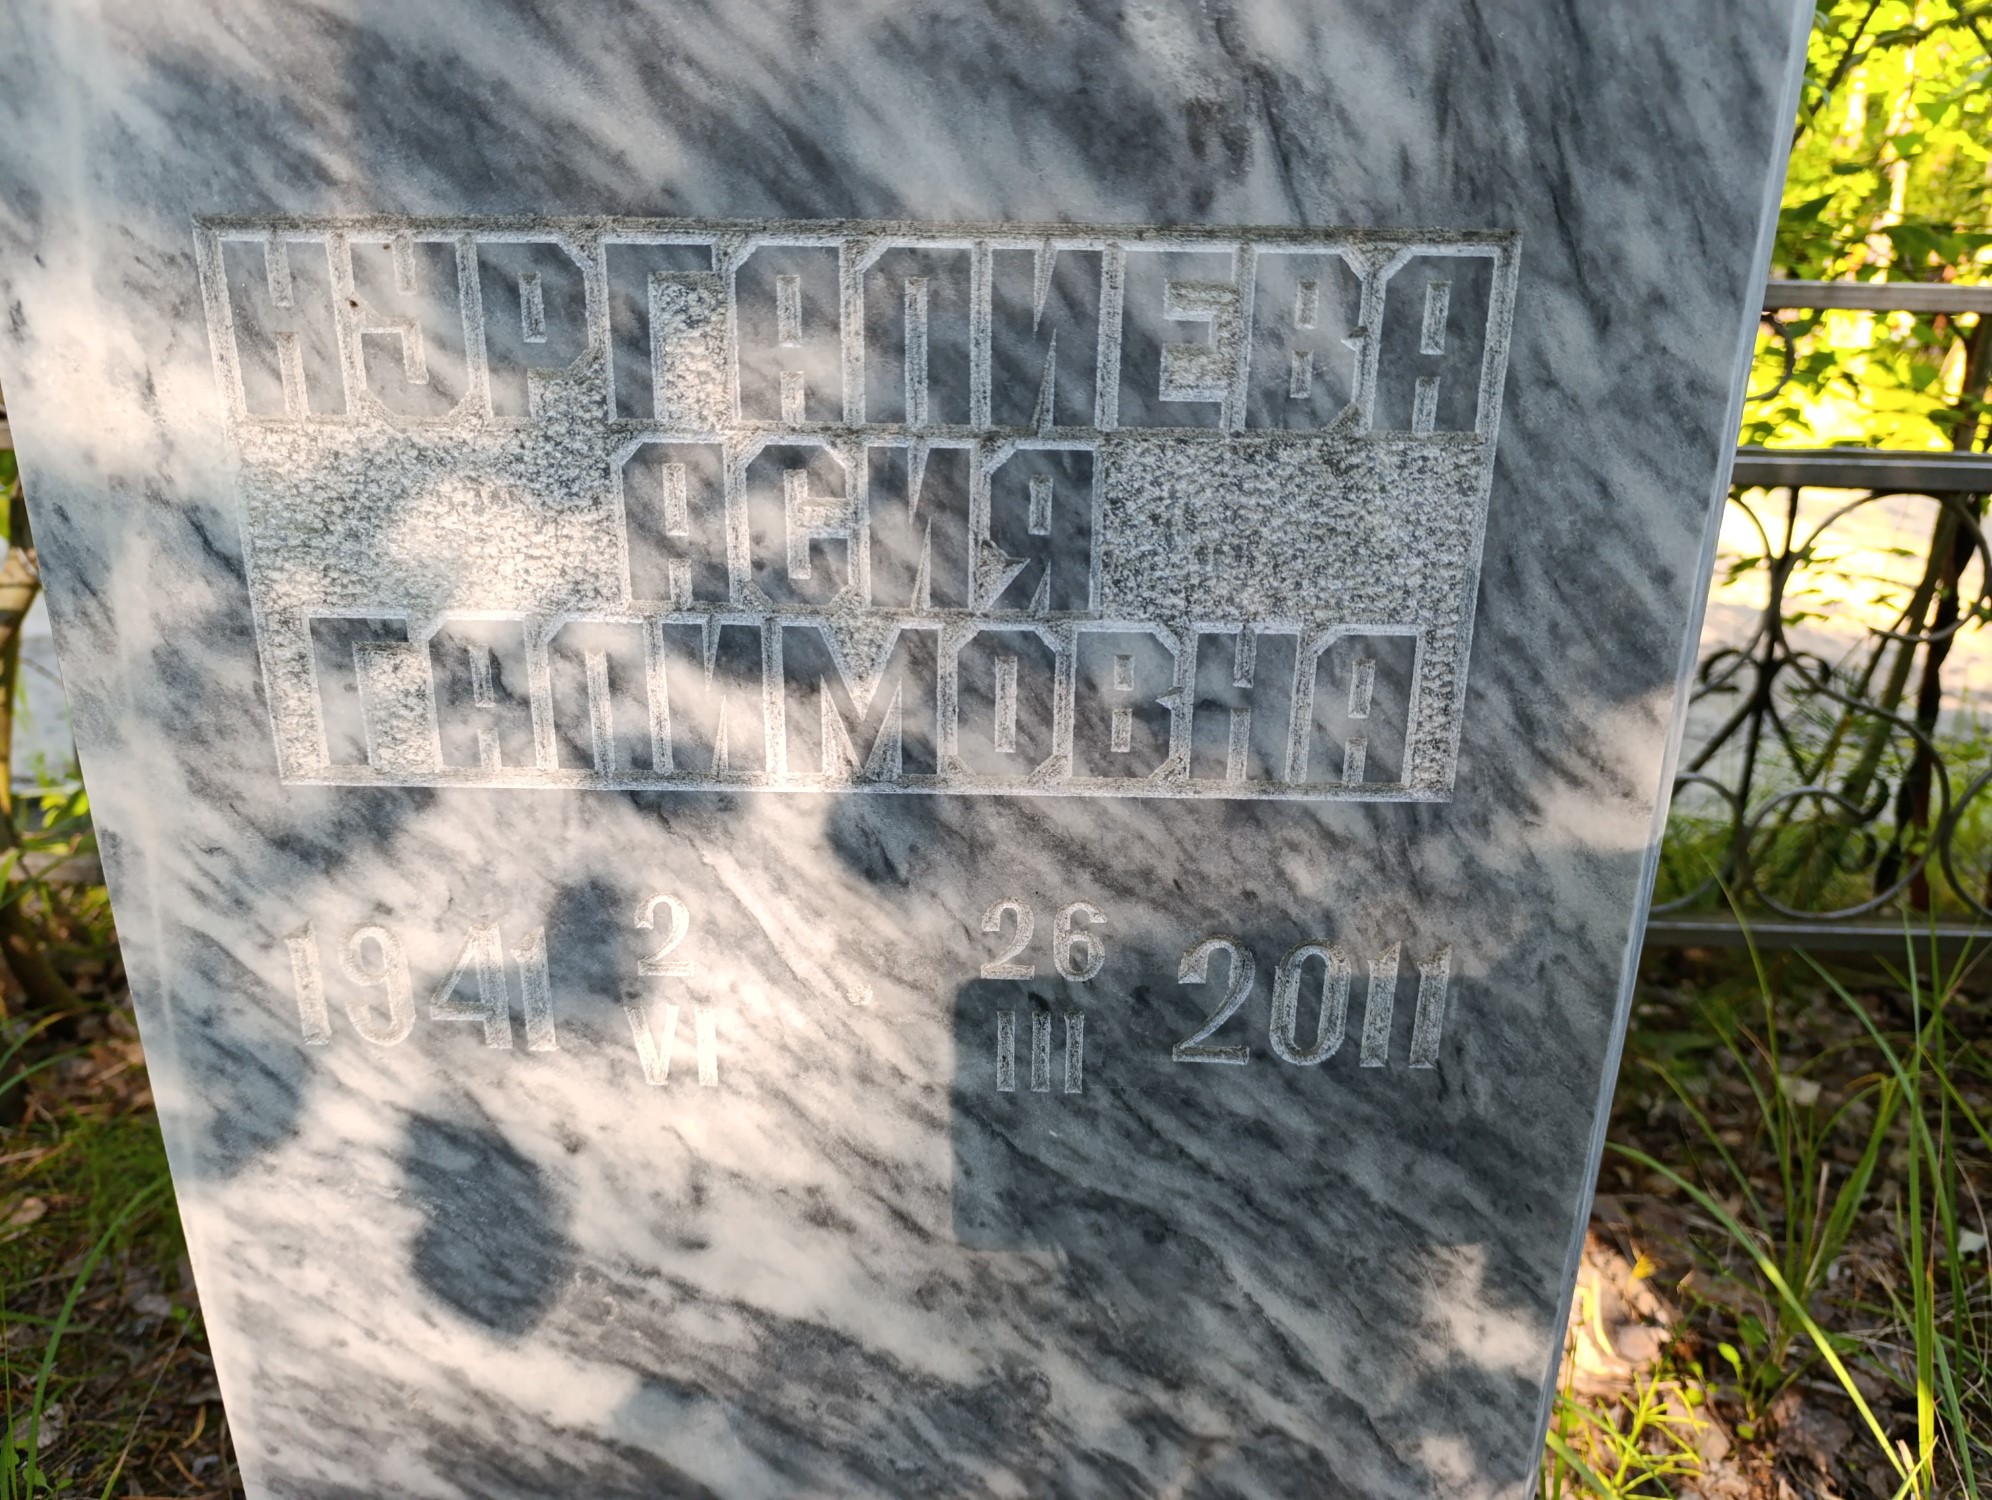 НУРГАЛИЕВА
АСИЯ
ГАЛИМОВНА
1941 2 VI 26 III 2011